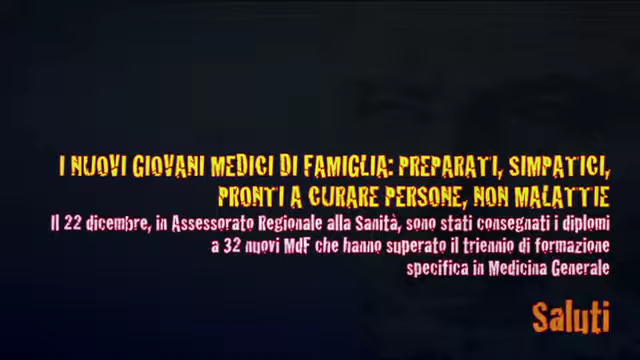 I NUOVI GIOVANI MEDICI DI FAMIGLIA: PREPARATI, SIMPATICI,
PRONTI A CURARE PERSONE, NON MALATTIE
Il 22 dicembre, in Assessorato Regionale alla Sanità, sono stati consegnati i diplomi
a 32 nuovi MdF che hanno superato il triennio di formazione
specifica in Medicina Generale
Saluti